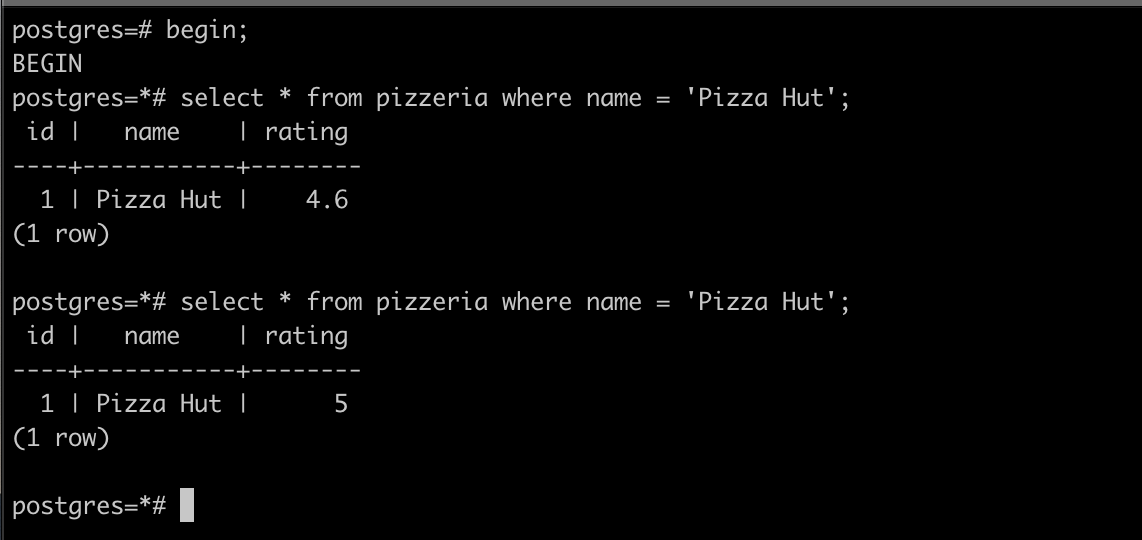 postgres=# begin;
BEGIN
postgres=*# select * from pizzeria where name = 'Pizza Hut';
 id |   name    | rating
----+-----------+--------
  1 | Pizza Hut |    4.6
(1 row)

postgres=*# select * from pizzeria where name = 'Pizza Hut';
 id |   name    | rating
----+-----------+--------
  1 | Pizza Hut |      5
(1 row)

postgres=*#